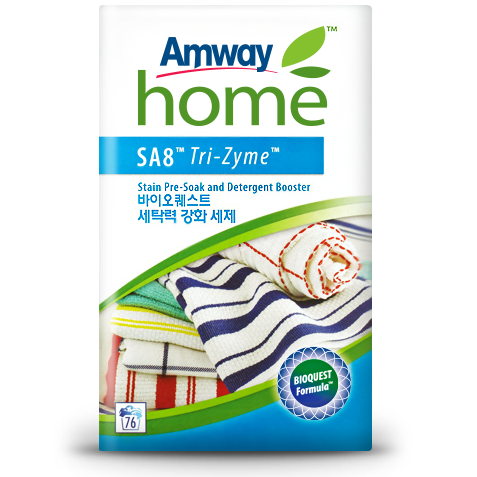 Amway™
home
SA8™ Tri-Zyme™
Stain Pre-Soak and Detergent Booster
바이오퀘스트
세탁력 강화 세제
BIOQUEST
Formula™
76